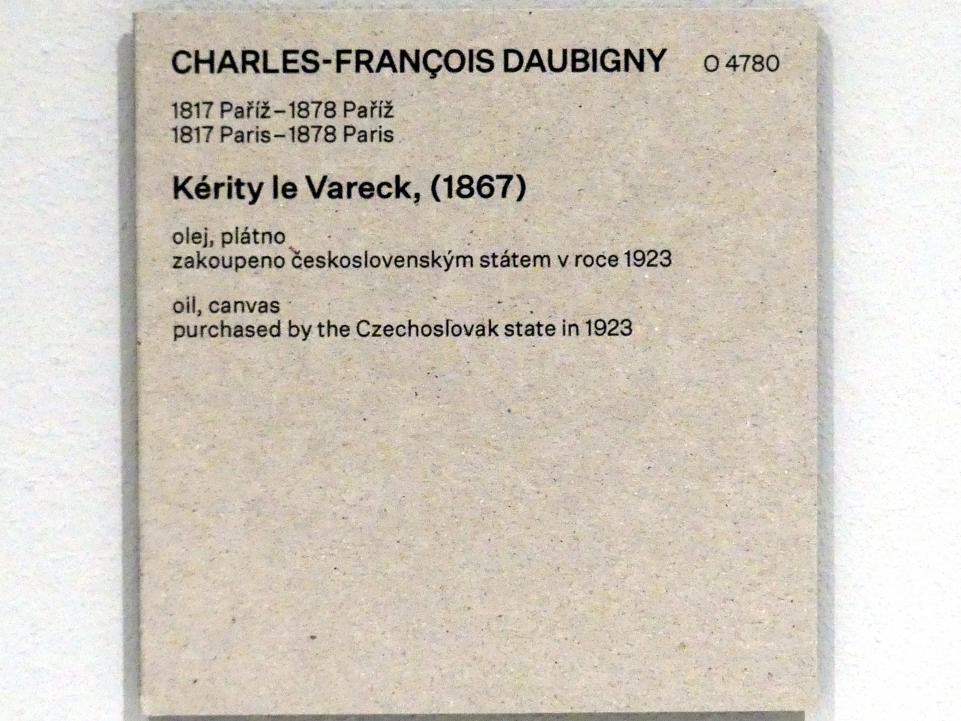 CHARLES-FRANÇOIS DAUBIGNY O 4780
1817 Paříž–1878 Paříž
1817 Paris–1878 Paris
Kérity le Vareck, (1867)
olej, plátno
zakoupeno československým státem v roce 1923
oil, canvas
purchased by the Czechoslovak state in 1923